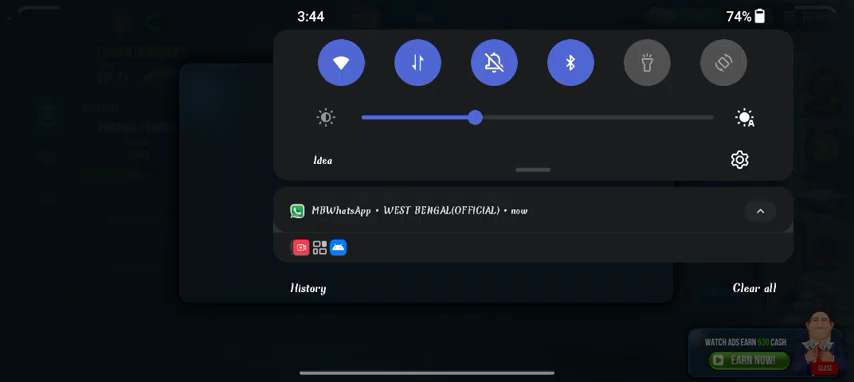 3:44
74%
A
Idea
MBWhatsApp • WEST BENGAL(OFFICIAL) • now
History
Clear all
WATCH ADS EARN 630 CASH
EARN NOW!
CLOSE